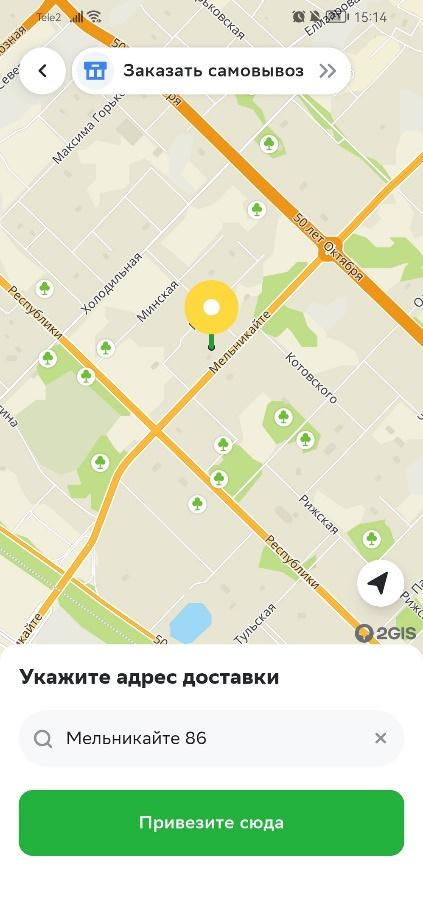 Tele2
15:14
Заказать самовывоз
Максима Горько
Холодильная
Минская
50 лет Октября
Республики
Мельникайте
Котовского
Рижская
Республики
Тульская
2GIS
Укажите адрес доставки
Мельникайте 86
Привезите сюда